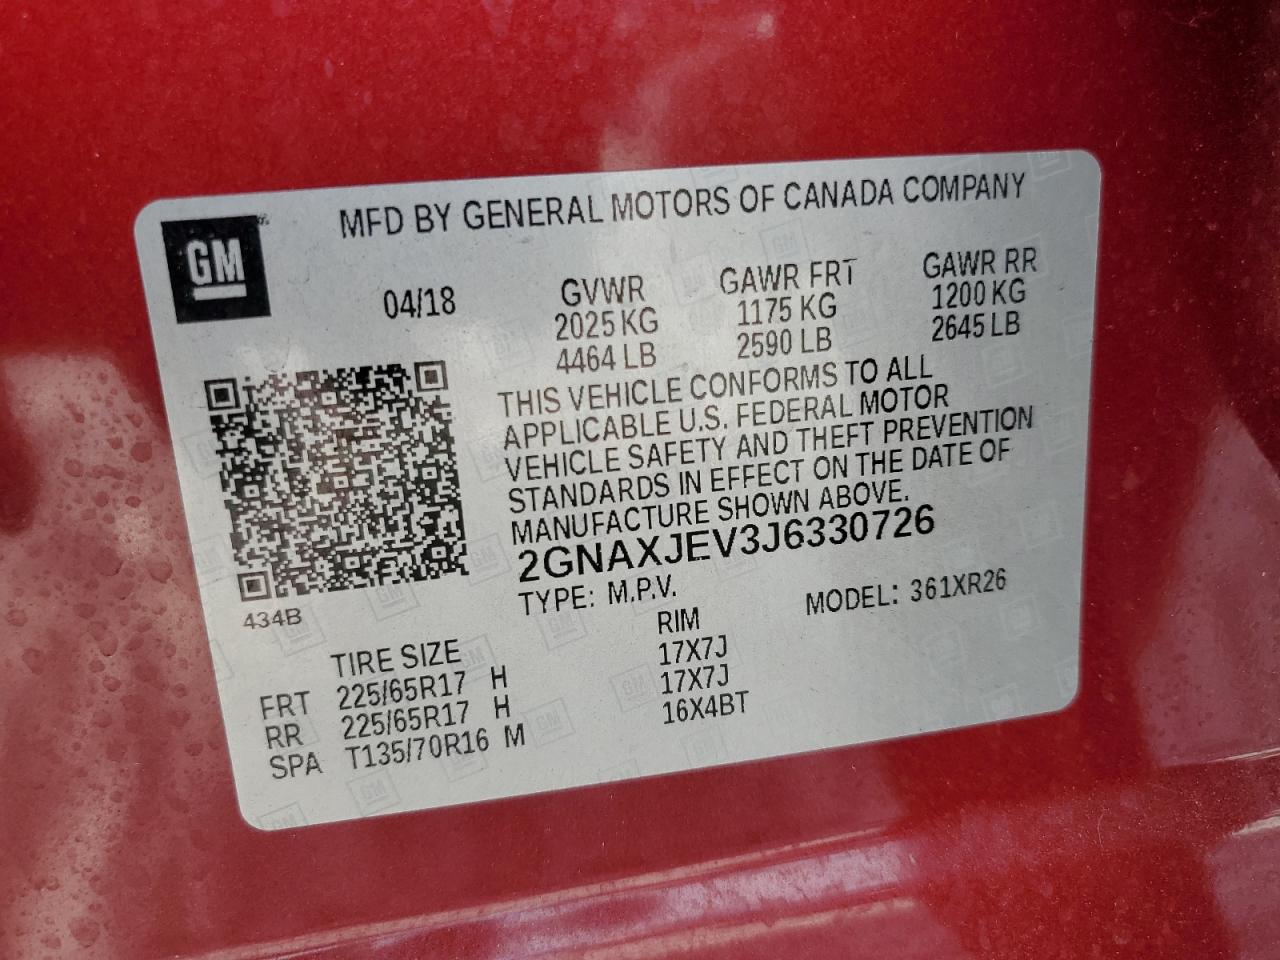 GM
MFD BY GENERAL MOTORS OF CANADA COMPANY
04/18
GVWR GAWR FRT GAWR RR
2025 KG 1175 KG 1200 KG
4464 LB 2590 LB 2645 LB
THIS VEHICLE CONFORMS TO ALL
APPLICABLE U.S. FEDERAL MOTOR
VEHICLE SAFETY AND THEFT PREVENTION
STANDARDS IN EFFECT ON THE DATE OF
MANUFACTURE SHOWN ABOVE.
2GNAXJEV3J6330726
TYPE: M.P.V. MODEL: 361XR26
434B
TIRE SIZE RIM
FRT 225/65R17 H 17X7J
RR 225/65R17 H 17X7J
SPA T135/70R16 M 16X4BT